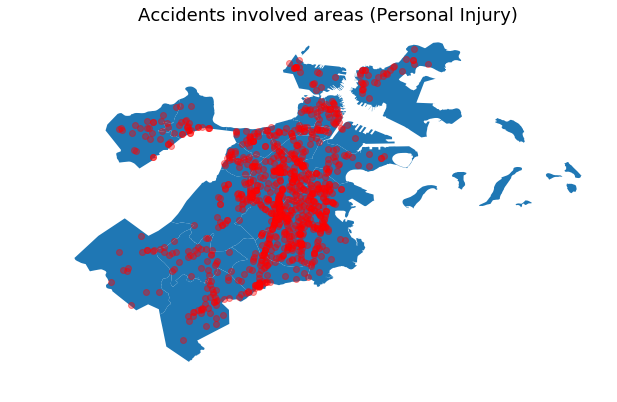 Accidents involved areas (Personal Injury)